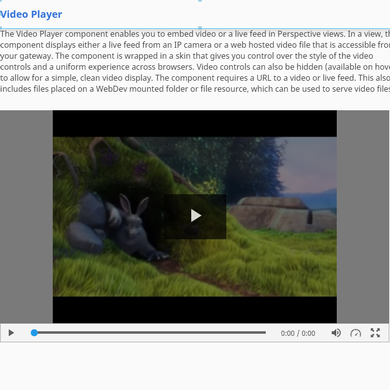 Video Player
The Video Player component enables you to embed video or a live feed in Perspective views. In a view, t
component displays either a live feed from an IP camera or a web hosted video file that is accessible
your gateway. The component is wrapped in a skin that gives you control over the style of the video
controls and a uniform experience across browsers. Video controls can also be hidden (available on
to allow for a simple, clean video display. The component requires a URL to a video or live feed. This also
includes files placed on a WebDev mounted folder or file resource, which can be used to serve video files
0:00 / 0:00